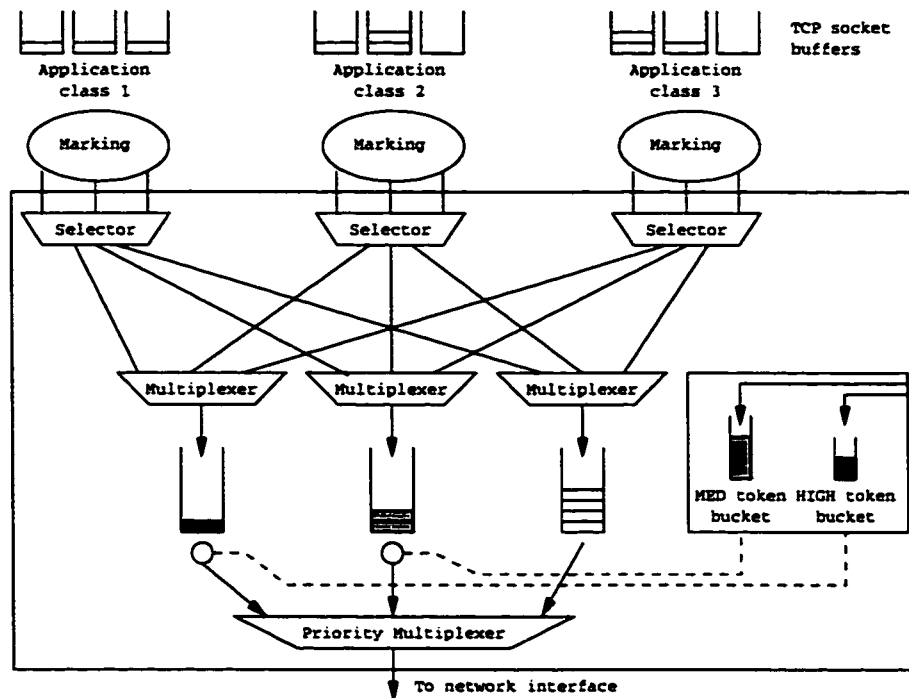 TCP socket
buffers
Application
class 1
Application
class 2
Application
class 3
Marking
Marking
Marking
Selector
Selector
Selector
Multiplexer
Multiplexer
Multiplexer
MED token
bucket
HIGH token
bucket
Priority Multiplexer
To network interface